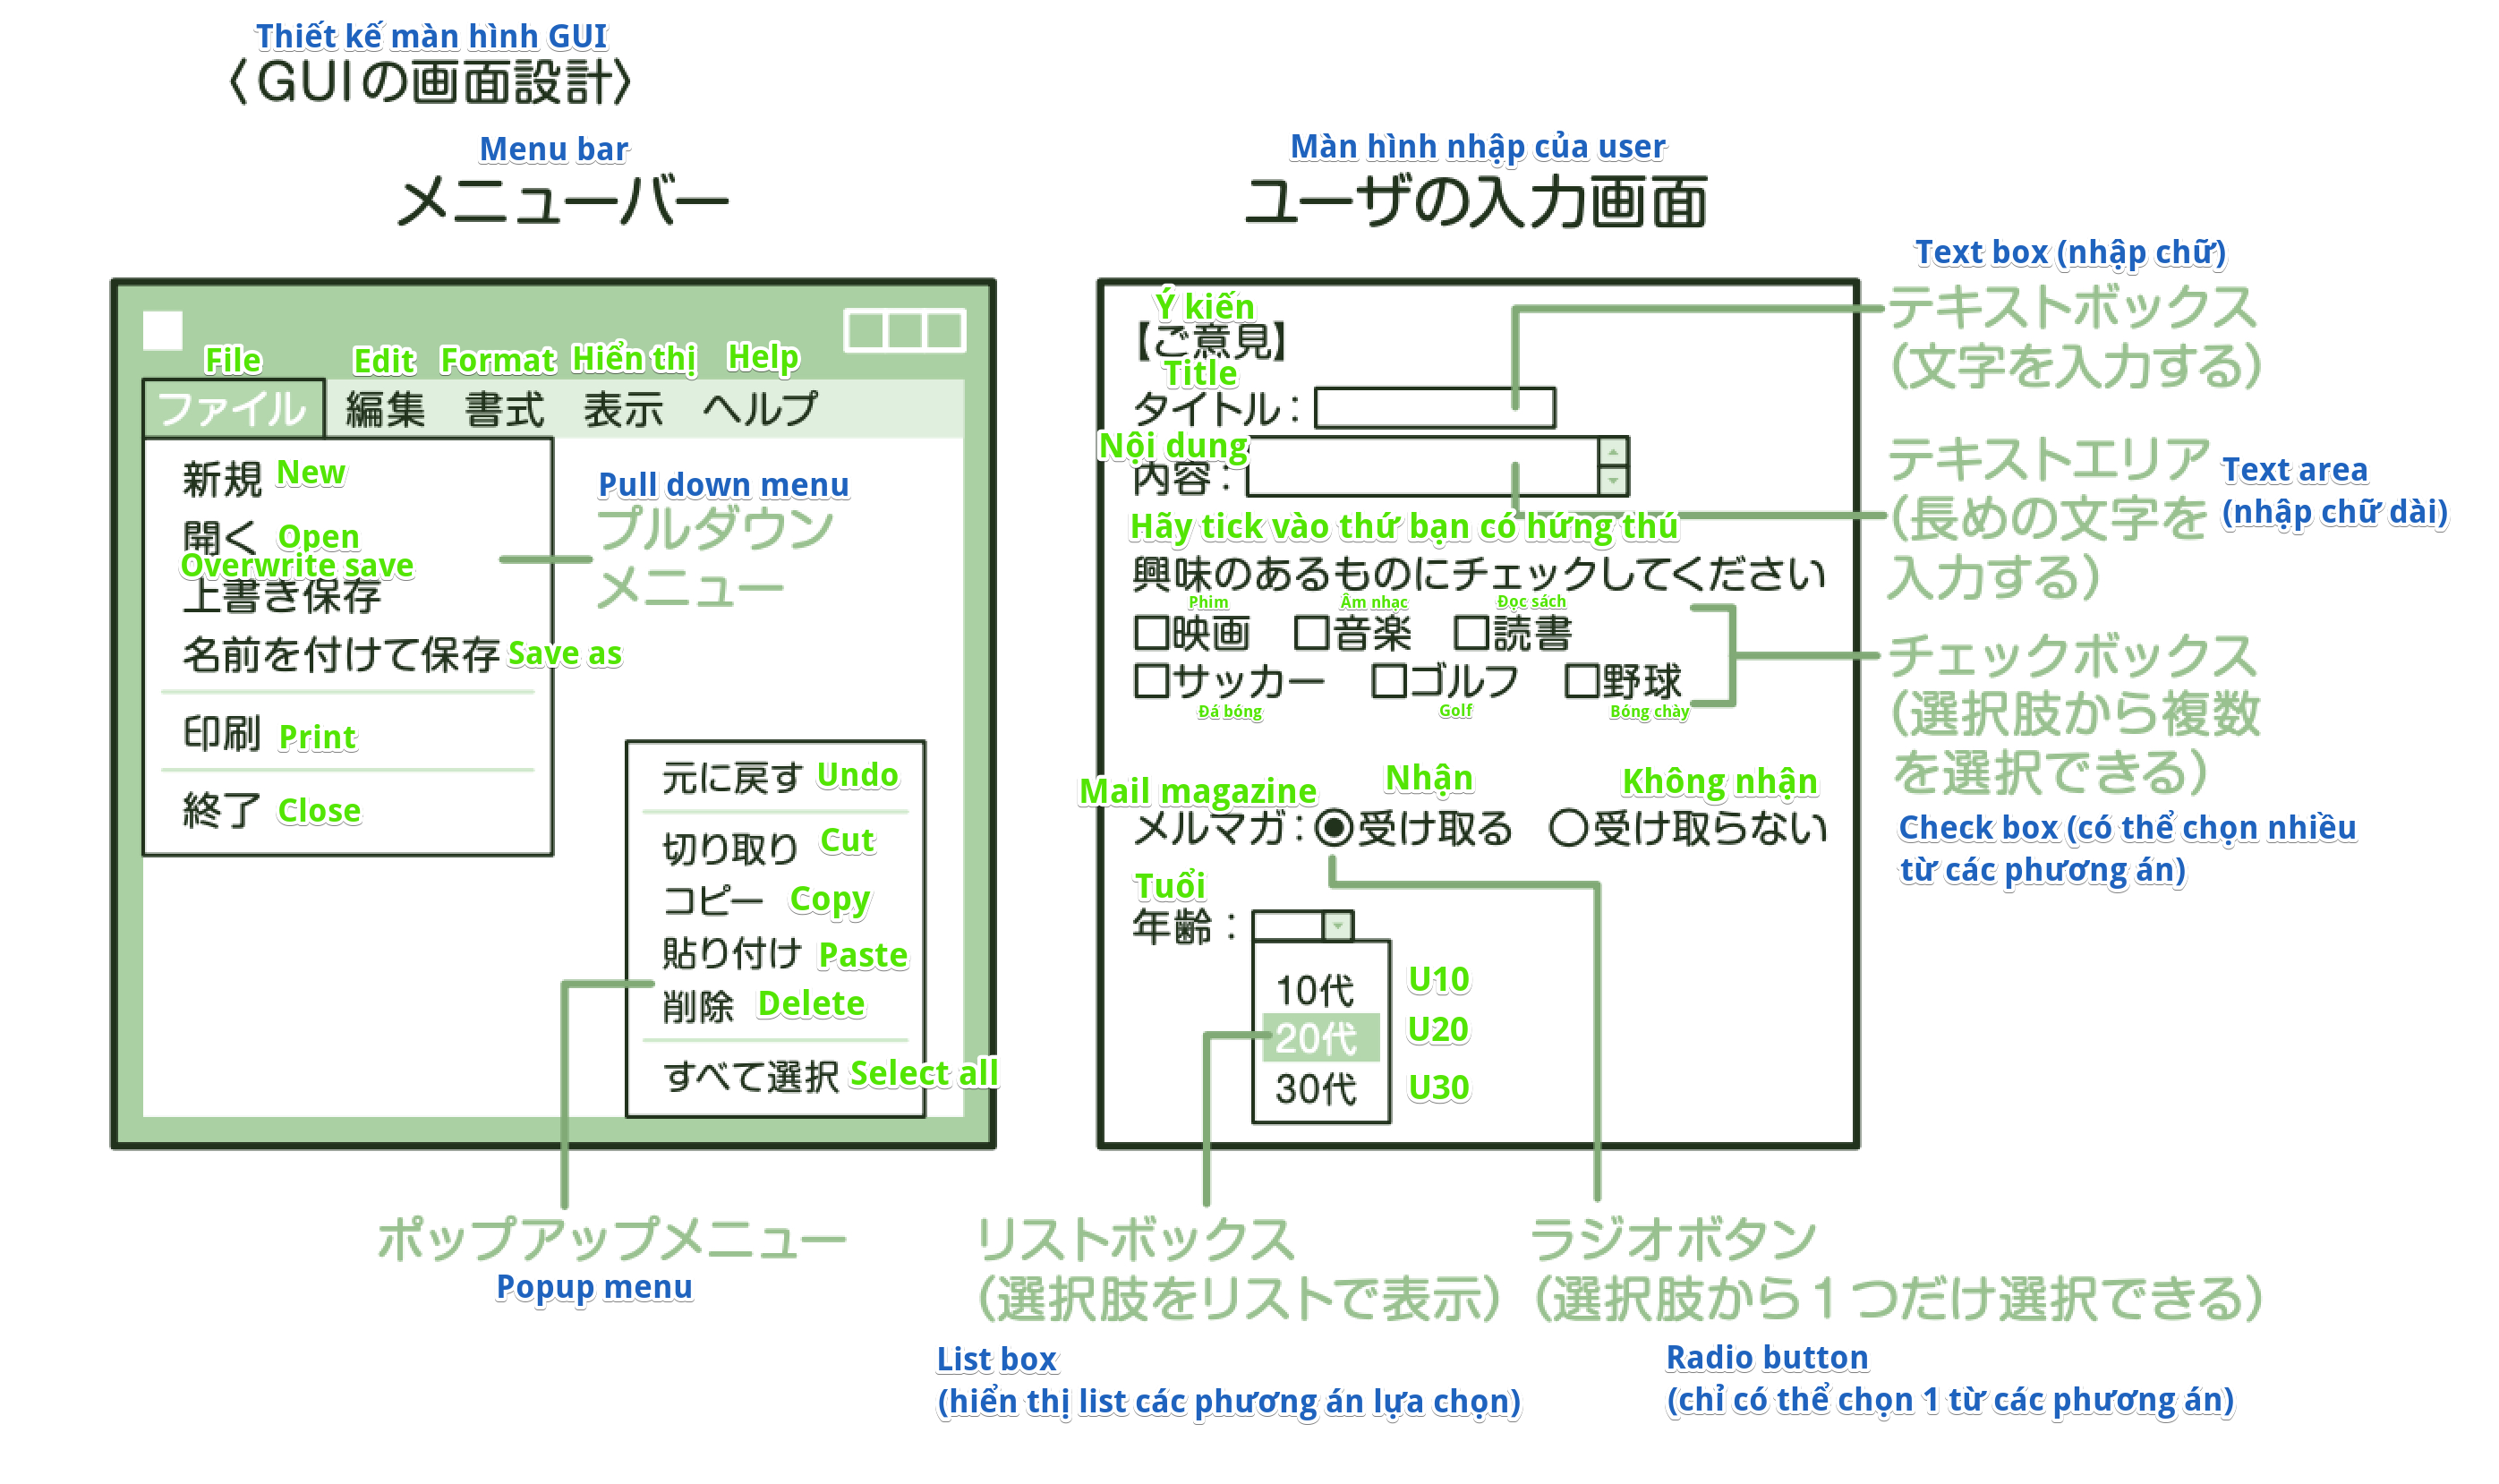 Thiết kế màn hình GUI
〈GUIの画面設計〉
Menu bar
メニューバー
File
Edit
Format
Hiển thị
Help
ファイル 編集 書式 表示 ヘルプ
新規 New
開く Open
Overwrite save
上書き保存
名前を付けて保存 Save as
印刷 Print
終了 Close
Pull down menu
プルダウン
メニュー
元に戻す Undo
切り取り Cut
コピー Copy
貼り付け Paste
削除 Delete
すべて選択 Select all
ポップアップメニュー
Popup menu
Màn hình nhập của user
ユーザの入力画面
Ý kiến
【ご意見】
Title
タイトル：
Nội dung
内容：
Hãy tick vào thứ bạn có hứng thú
興味のあるものにチェックしてください
Phim
Âm nhạc
Đọc sách
□映画 □音楽 □読書
□サッカー □ゴルフ □野球
Đá bóng
Golf
Bóng chày
Mail magazine
Nhận
Không nhận
メルマガ：◉受け取る ○受け取らない
Tuổi
年齢：
10代 U10
20代 U20
30代 U30
Text box (nhập chữ)
テキストボックス
（文字を入力する）
テキストエリア
（長めの文字を
入力する）
Text area
(nhập chữ dài)
チェックボックス
（選択肢から複数
を選択できる）
Check box (có thể chọn nhiều
từ các phương án)
リストボックス
（選択肢をリストで表示）
List box
(hiển thị list các phương án lựa chọn)
ラジオボタン
（選択肢から１つだけ選択できる）
Radio button
(chỉ có thể chọn 1 từ các phương án)